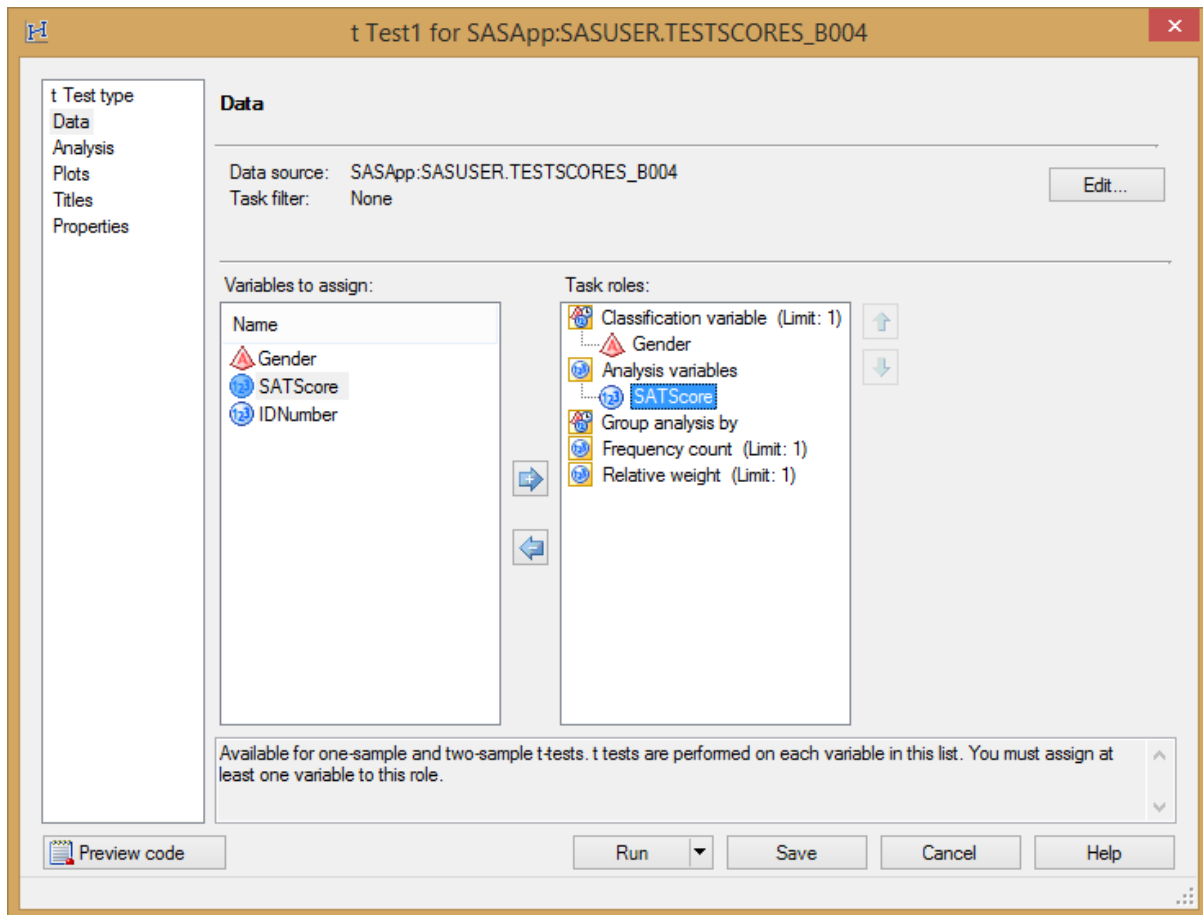 t Test1 for SASApp:SASUSER.TESTSCORES_B004
t Test type
Data
Analysis
Plots
Titles
Properties
Data
Data source: SASApp:SASUSER.TESTSCORES_B004
Task filter: None
Edit...
Variables to assign:
Name
Gender
SATScore
IDNumber
Task roles:
Classification variable (Limit: 1)
Gender
Analysis variables
SATScore
Group analysis by
Frequency count (Limit: 1)
Relative weight (Limit: 1)
Available for one-sample and two-sample t-tests. t tests are performed on each variable in this list. You must assign at
least one variable to this role.
Preview code
Run
Save
Cancel
Help